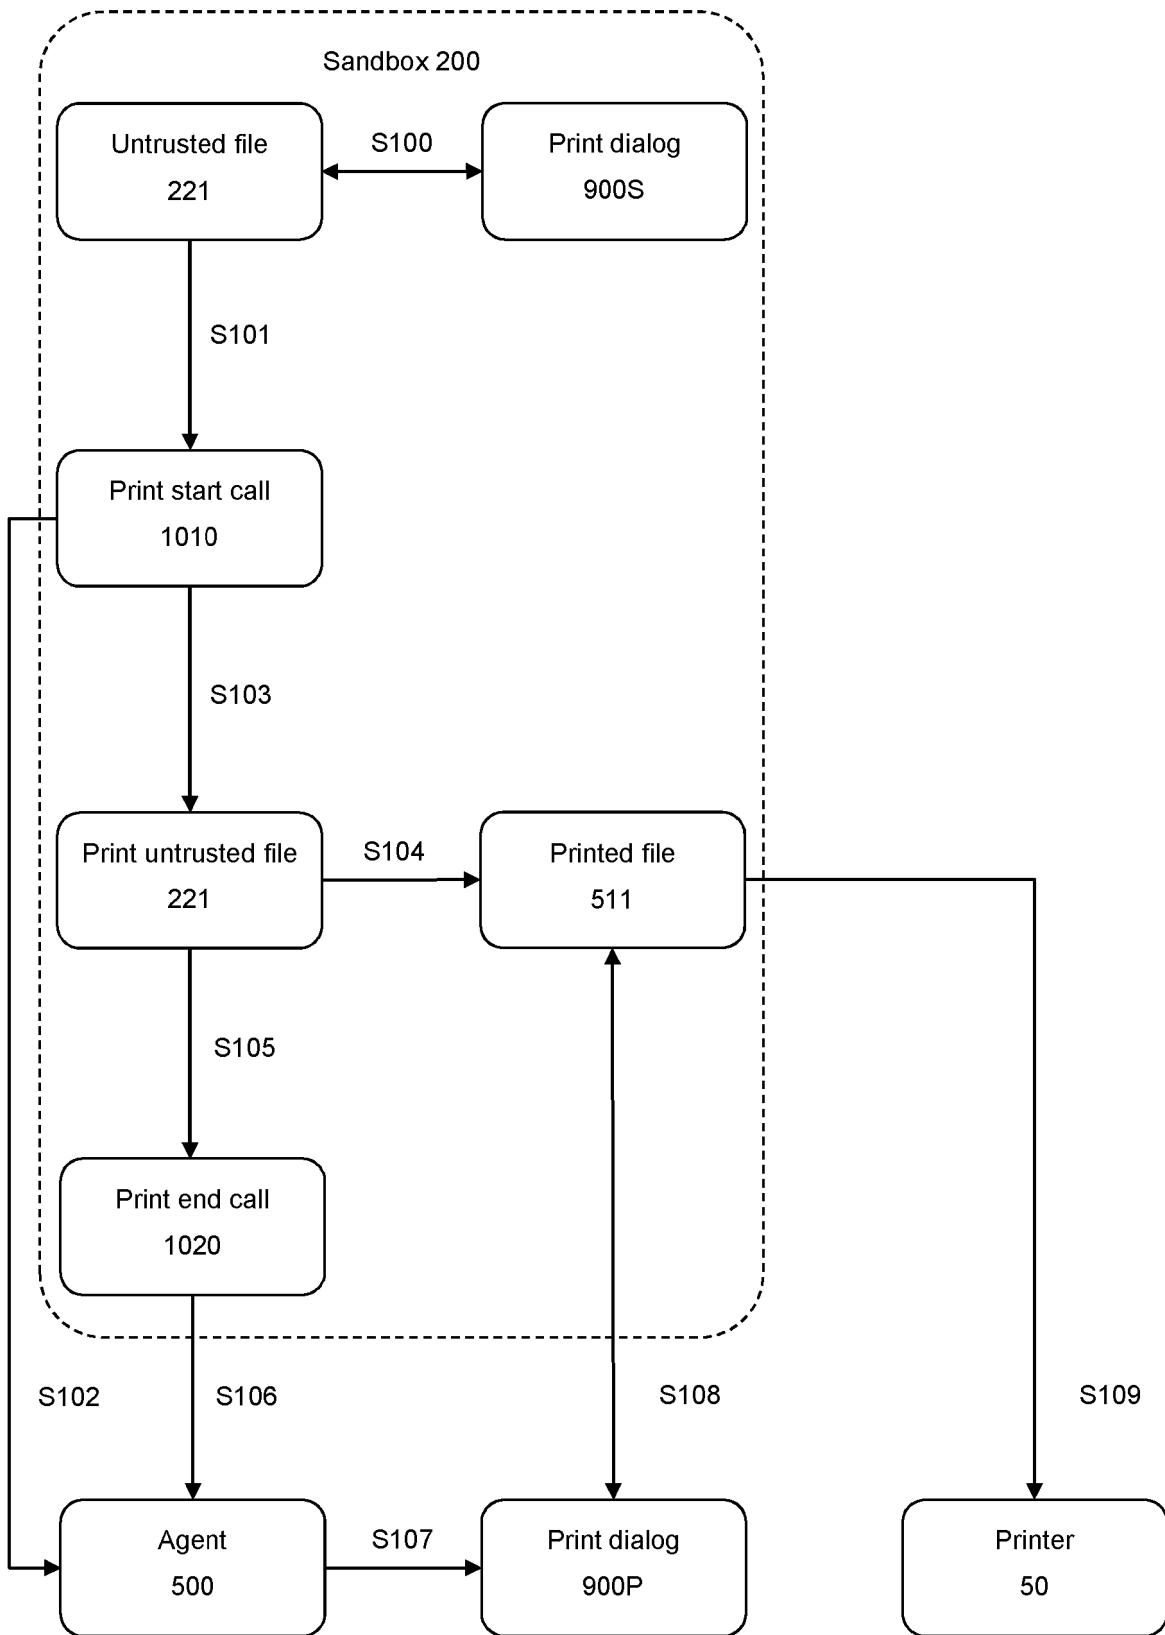 Sandbox 200
Untrusted file
221
S100
Print dialog
900S
S101
Print start call
1010
S103
Print untrusted file
221
S104
Printed file
511
S105
Print end call
1020
S102
S106
S108
S109
Agent
500
S107
Print dialog
900P
Printer
50